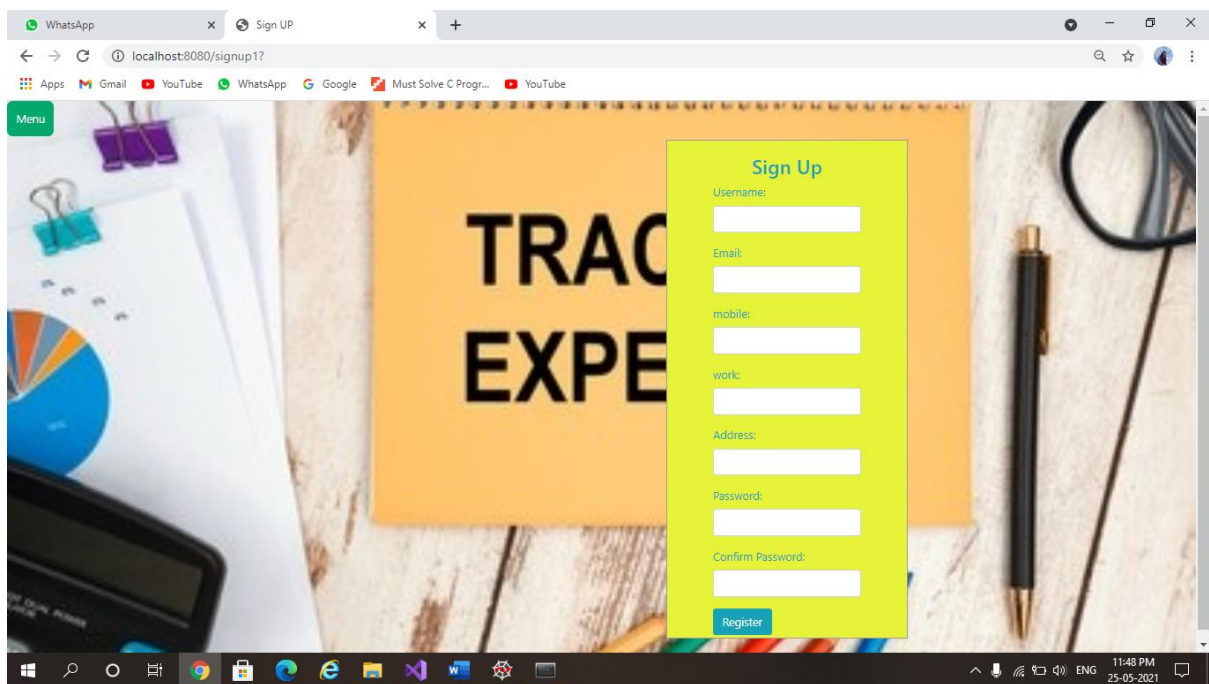 WhatsApp
Sign UP
localhost:8080/signup1?
Apps
Gmail
YouTube
WhatsApp
Google
Must Solve C Progr...
YouTube
Menu
TRAC
EXPE
Sign Up
Username:
Email:
mobile:
work:
Address:
Password:
Confirm Password:
Register
ENG
11:48 PM
25-05-2021